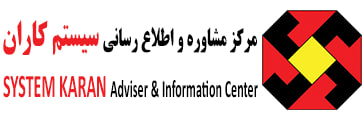 مرکز مشاوره و اطلاع رسانی سیستم کاران
SYSTEM KARAN Adviser & Information Center